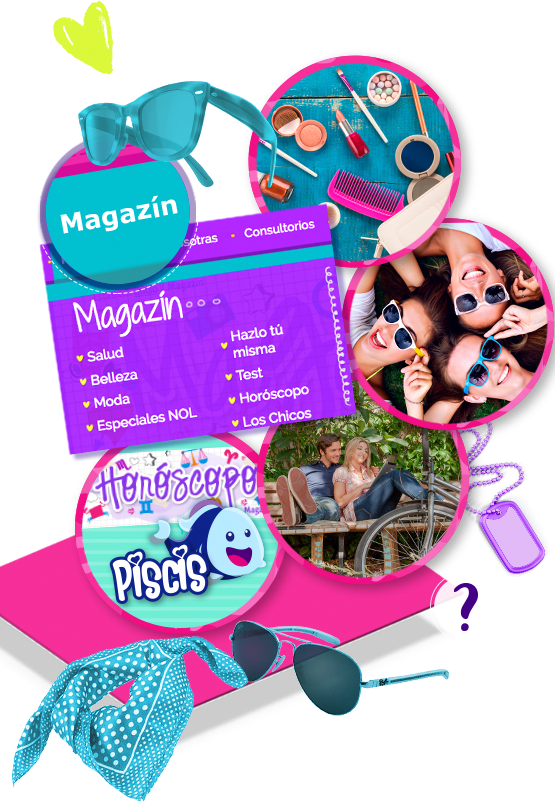 Magazín
sotras • Consultorios
Magazín
Salud
Belleza
Moda
Especiales NOL
Hazlo tú
misma
Test
Horóscopo
Los Chicos
Horóscopo
Piscis
?